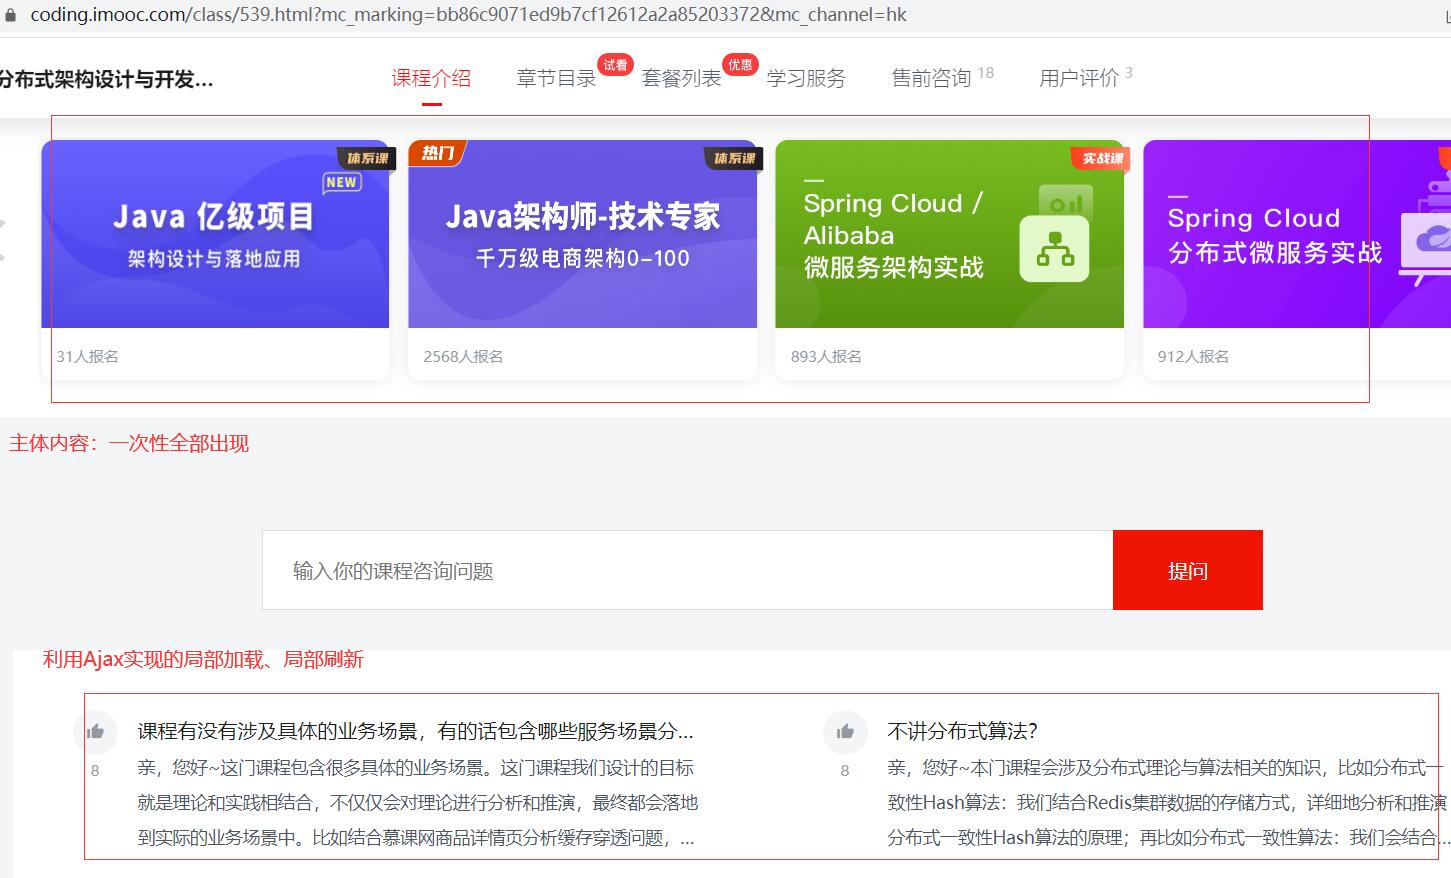 coding.imooc.com/class/539.html?mc_marking=bb86c9071ed9b7cf12612a2a85203372&mc_channel=hk
分布式架构设计与开发...
课程介绍
章节目录
试看
套餐列表
优惠
学习服务
售前咨询 18
用户评价 3
体系课
NEW
Java 亿级项目
架构设计与落地应用
31人报名
热门
体系课
Java架构师-技术专家
千万级电商架构0-100
2568人报名
实战课
Spring Cloud /
Alibaba
微服务架构实战
893人报名
Spring Cloud
分布式微服务实战
912人报名
主体内容：一次性全部出现
输入你的课程咨询问题
提问
利用Ajax实现的局部加载、局部刷新
课程有没有涉及具体的业务场景，有的话包含哪些服务场景分...
8
亲，您好~这门课程包含很多具体的业务场景。这门课程我们设计的目标
就是理论和实践相结合，不仅仅会对理论进行分析和推演，最终都会落地
到实际的业务场景中。比如结合慕课网商品详情页分析缓存穿透问题，...
不讲分布式算法？
8
亲，您好~本门课程会涉及分布式理论与算法相关的知识，比如分布式一
致性Hash算法：我们结合Redis集群数据的存储方式，详细地分析和推演
分布式一致性Hash算法的原理；再比如分布式一致性算法：我们会结合...